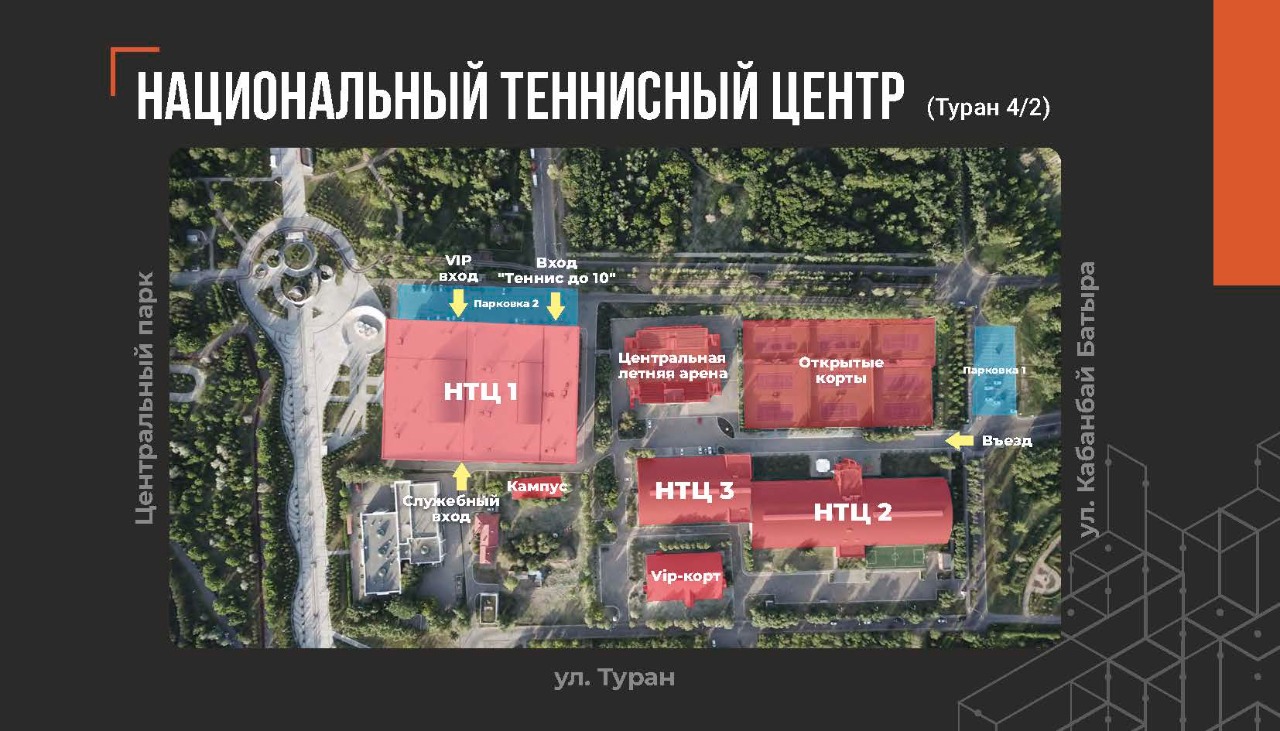 НАЦИОНАЛЬНЫЙ ТЕННИСНЫЙ ЦЕНТР (Туран 4/2)
VIP
вход
Вход
"Теннис до 10"
Парковка 2
НТЦ 1
Центральная
летняя арена
Открытые
корты
Парковка 1
Въезд
Служебный
вход
Кампус
НТЦ 3
НТЦ 2
Vip-корт
Центральный парк
ул. Кабанбай Батыра
ул. Туран